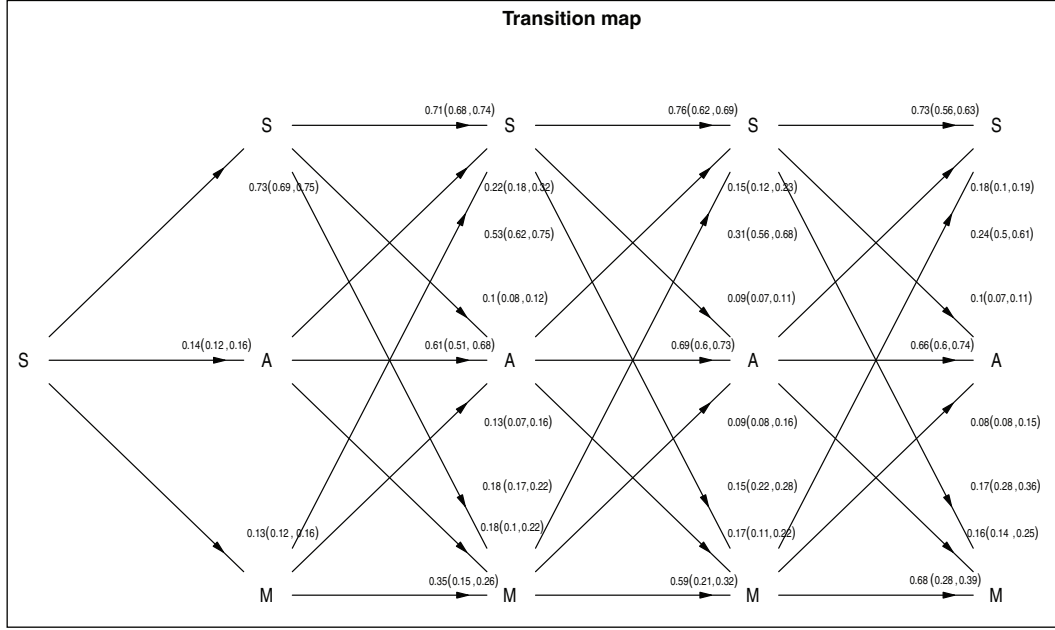 Transition map
0.71(0.68 , 0.74) 0.76(0.62 , 0.69) 0.73(0.56, 0.63)
S S S S
0.73(0.69 , 0.75) 0.22(0.18 , 0.32) 0.15(0.12 , 0.23) 0.18(0.1 , 0.19)
0.53(0.62 , 0.75) 0.31(0.56 , 0.68) 0.24(0.5 , 0.61)
0.1(0.08 , 0.12) 0.09(0.07 , 0.11) 0.1(0.07 , 0.11)
0.14(0.12 , 0.16) 0.61(0.51 , 0.68) 0.69(0.6 , 0.73) 0.66(0.6 , 0.74)
S A A A A
0.13(0.07 , 0.16) 0.09(0.08 , 0.16) 0.08(0.08 , 0.15)
0.18 (0.17, 0.22) 0.15(0.22 , 0.28) 0.17(0.28 , 0.36)
0.13(0.12 , 0.16) 0.18(0.1 , 0.22) 0.17(0.11, 0.22) 0.16(0.14 , 0.25)
0.35(0.15 , 0.26) 0.59(0.21 , 0.32) 0.68 (0.28 , 0.39)
M M M M